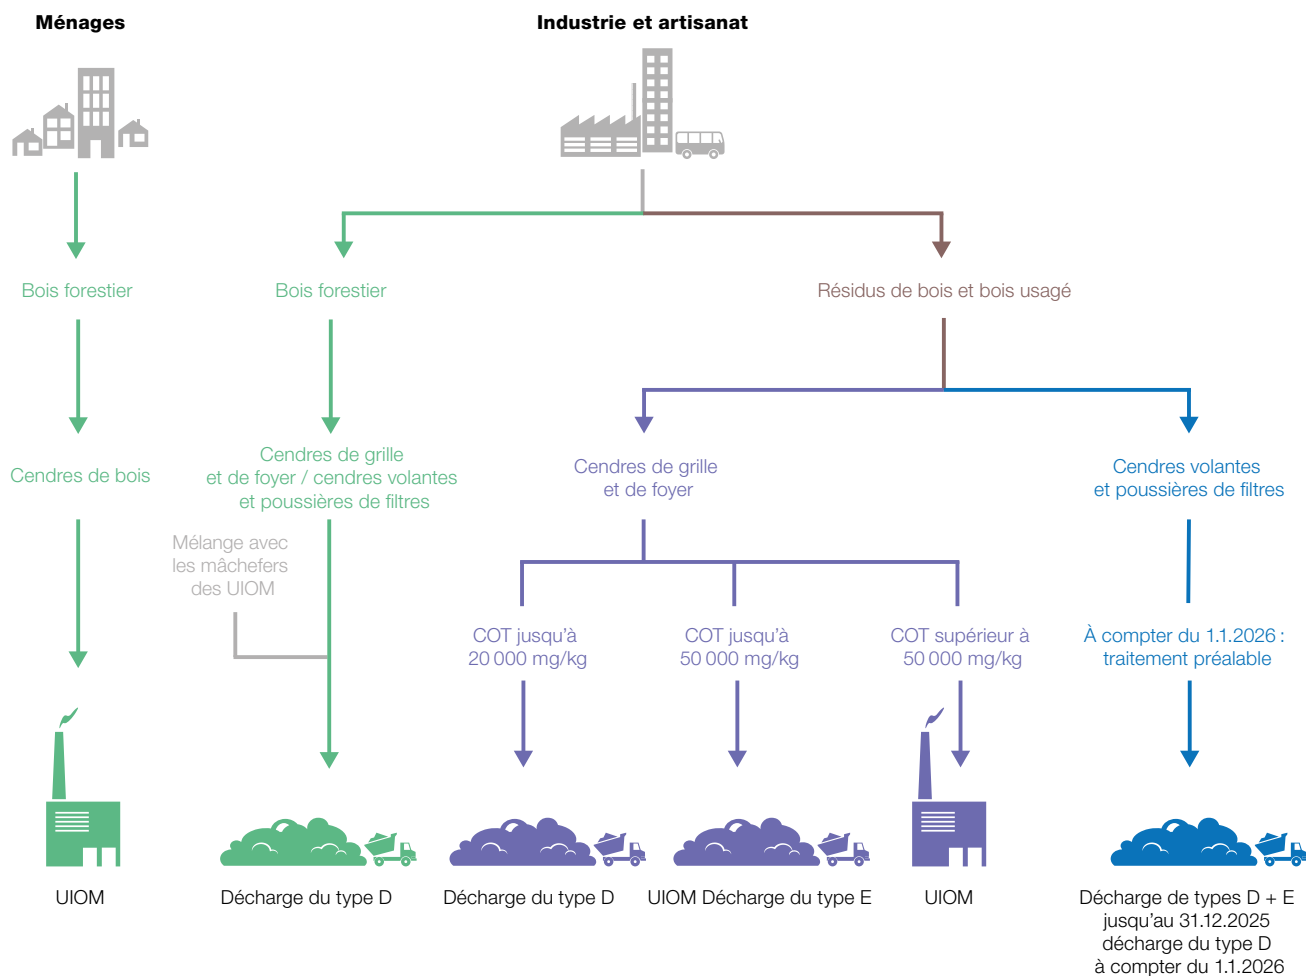 Ménages
Industrie et artisanat
Bois forestier
Bois forestier
Résidus de bois et bois usagé
Cendres de bois
Cendres de grille
et de foyer / cendres volantes
et poussières de filtres
Cendres de grille
et de foyer
Cendres volantes
et poussières de filtres
Mélange avec
les mâchefers
des UIOM
COT jusqu’à
20 000 mg/kg
COT jusqu’à
50 000 mg/kg
COT supérieur à
50 000 mg/kg
À compter du 1.1.2026 :
traitement préalable
UIOM
Décharge du type D
Décharge du type D
UIOM Décharge du type E
UIOM
Décharge de types D + E
jusqu’au 31.12.2025
décharge du type D
à compter du 1.1.2026